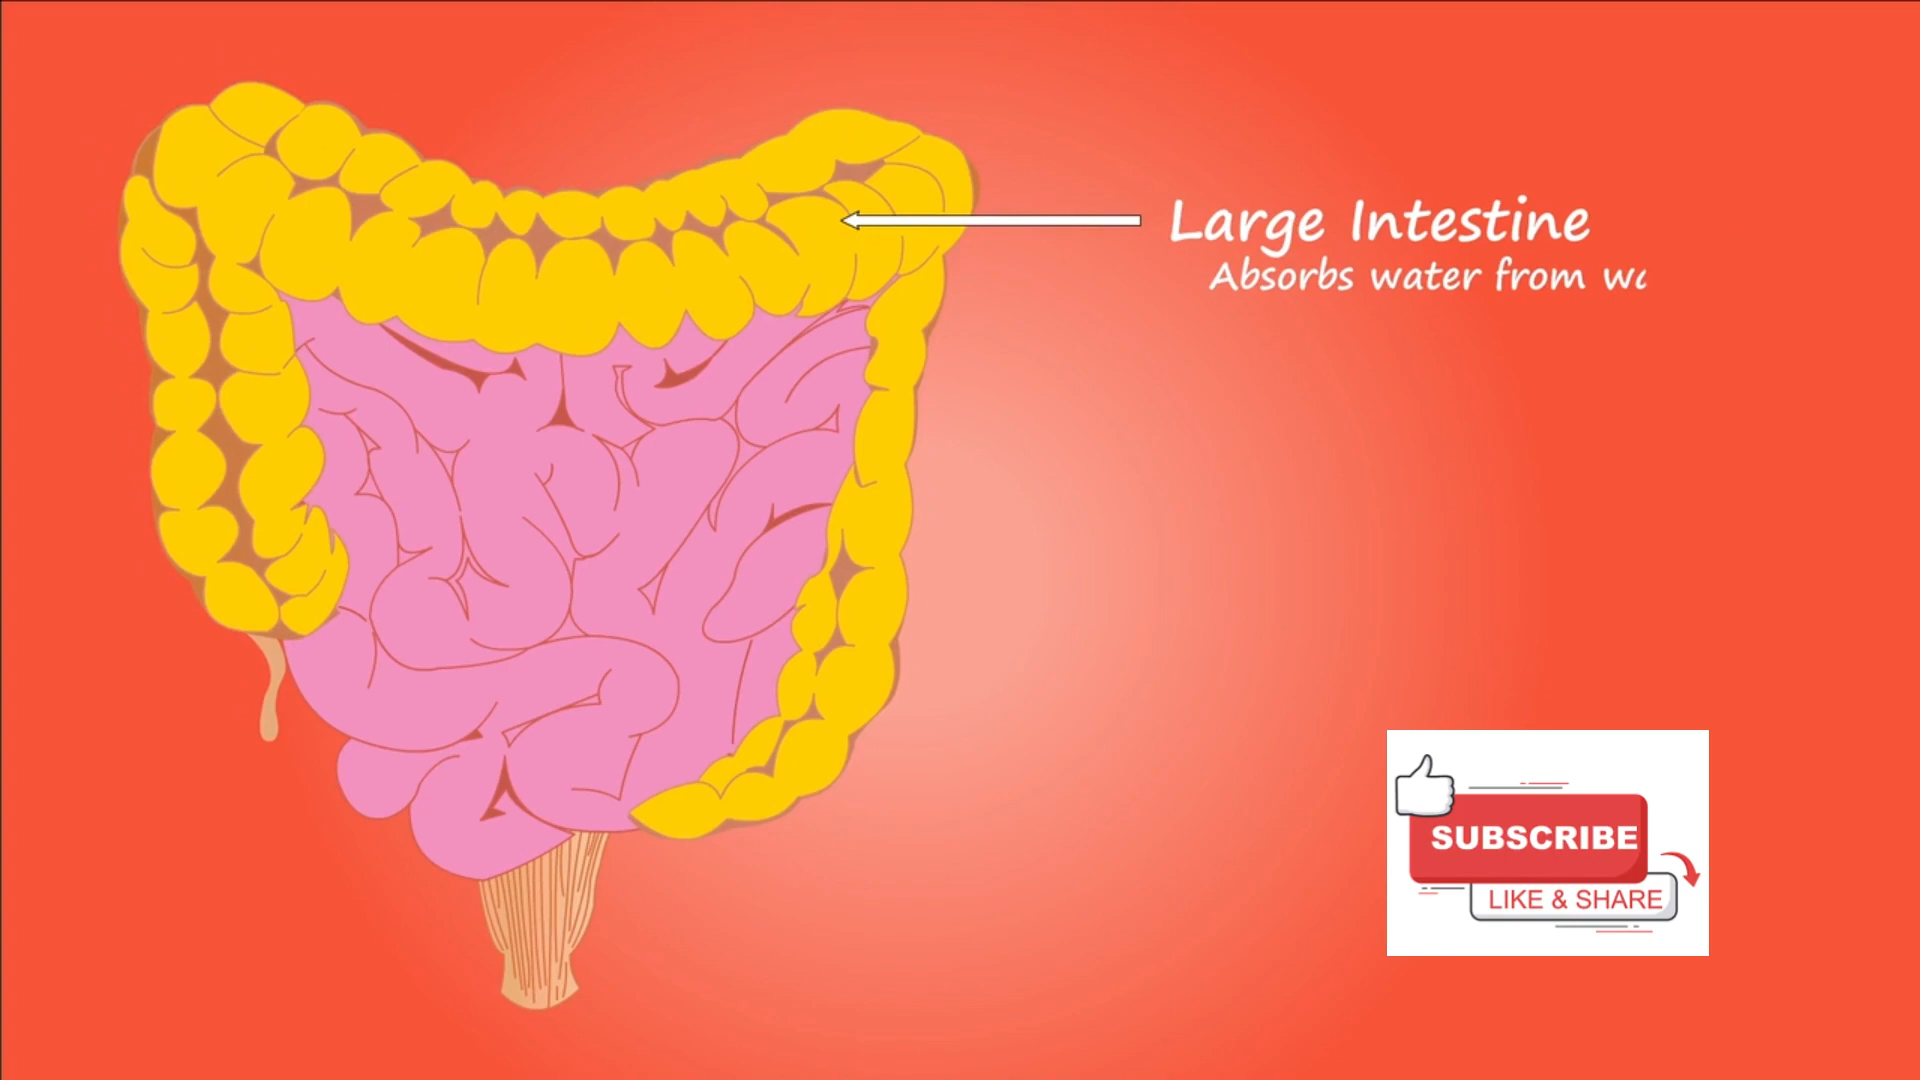 Large Intestine
Absorbs water from
SUBSCRIBE
LIKE & SHARE